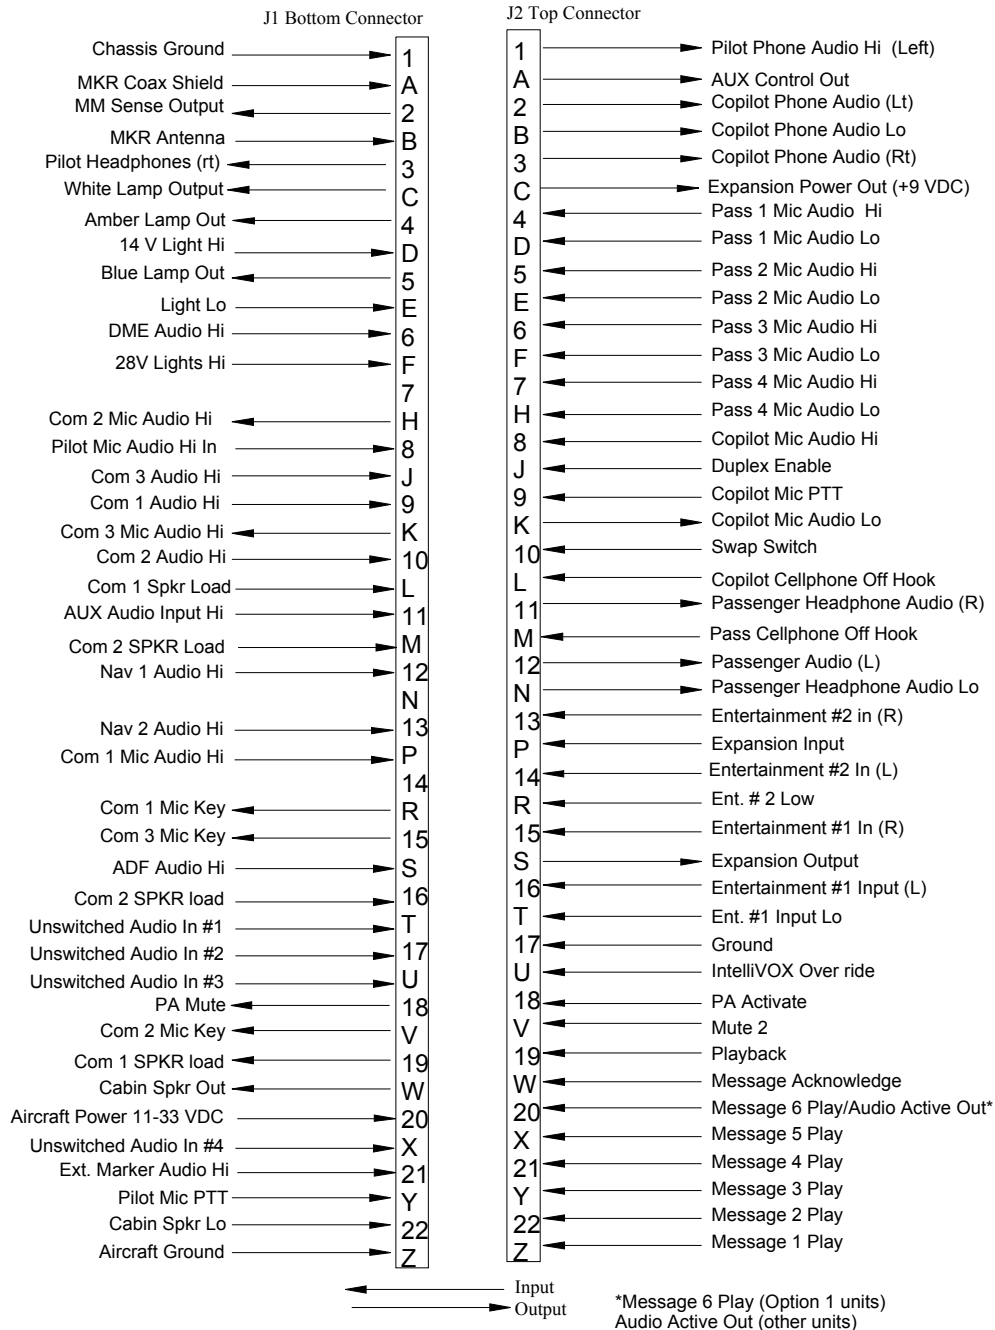 J1 Bottom Connector
Chassis Ground 1
MKR Coax Shield A
MM Sense Output 2
MKR Antenna B
Pilot Headphones (rt) 3
White Lamp Output C
Amber Lamp Out 4
14 V Light Hi D
Blue Lamp Out 5
Light Lo E
DME Audio Hi 6
28V Lights Hi F
7
Com 2 Mic Audio Hi H
Pilot Mic Audio Hi In 8
Com 3 Audio Hi J
Com 1 Audio Hi 9
Com 3 Mic Audio Hi K
Com 2 Audio Hi 10
Com 1 Spkr Load L
AUX Audio Input Hi 11
Com 2 SPKR Load M
Nav 1 Audio Hi 12
N
Nav 2 Audio Hi 13
Com 1 Mic Audio Hi P
14
Com 1 Mic Key R
Com 3 Mic Key 15
ADF Audio Hi S
Com 2 SPKR load 16
Unswitched Audio In #1 T
Unswitched Audio In #2 17
Unswitched Audio In #3 U
PA Mute 18
Com 2 Mic Key V
Com 1 SPKR load 19
Cabin Spkr Out W
Aircraft Power 11-33 VDC 20
Unswitched Audio In #4 X
Ext. Marker Audio Hi 21
Pilot Mic PTT Y
Cabin Spkr Lo 22
Aircraft Ground Z
J2 Top Connector
1 Pilot Phone Audio Hi (Left)
A AUX Control Out
2 Copilot Phone Audio (Lt)
B Copilot Phone Audio Lo
3 Copilot Phone Audio (Rt)
C Expansion Power Out (+9 VDC)
4 Pass 1 Mic Audio Hi
D Pass 1 Mic Audio Lo
5 Pass 2 Mic Audio Hi
E Pass 2 Mic Audio Lo
6 Pass 3 Mic Audio Hi
F Pass 3 Mic Audio Lo
7 Pass 4 Mic Audio Hi
H Pass 4 Mic Audio Lo
8 Copilot Mic Audio Hi
J Duplex Enable
9 Copilot Mic PTT
K Copilot Mic Audio Lo
10 Swap Switch
L Copilot Cellphone Off Hook
11 Passenger Headphone Audio (R)
M Pass Cellphone Off Hook
12 Passenger Audio (L)
N Passenger Headphone Audio Lo
13 Entertainment #2 in (R)
P Expansion Input
14 Entertainment #2 In (L)
R Ent. # 2 Low
15 Entertainment #1 In (R)
S Expansion Output
16 Entertainment #1 Input (L)
T Ent. #1 Input Lo
17 Ground
U IntelliVOX Over ride
18 PA Activate
V Mute 2
19 Playback
W Message Acknowledge
20 Message 6 Play/Audio Active Out*
X Message 5 Play
21 Message 4 Play
Y Message 3 Play
22 Message 2 Play
Z Message 1 Play
Input
Output
*Message 6 Play (Option 1 units)
Audio Active Out (other units)